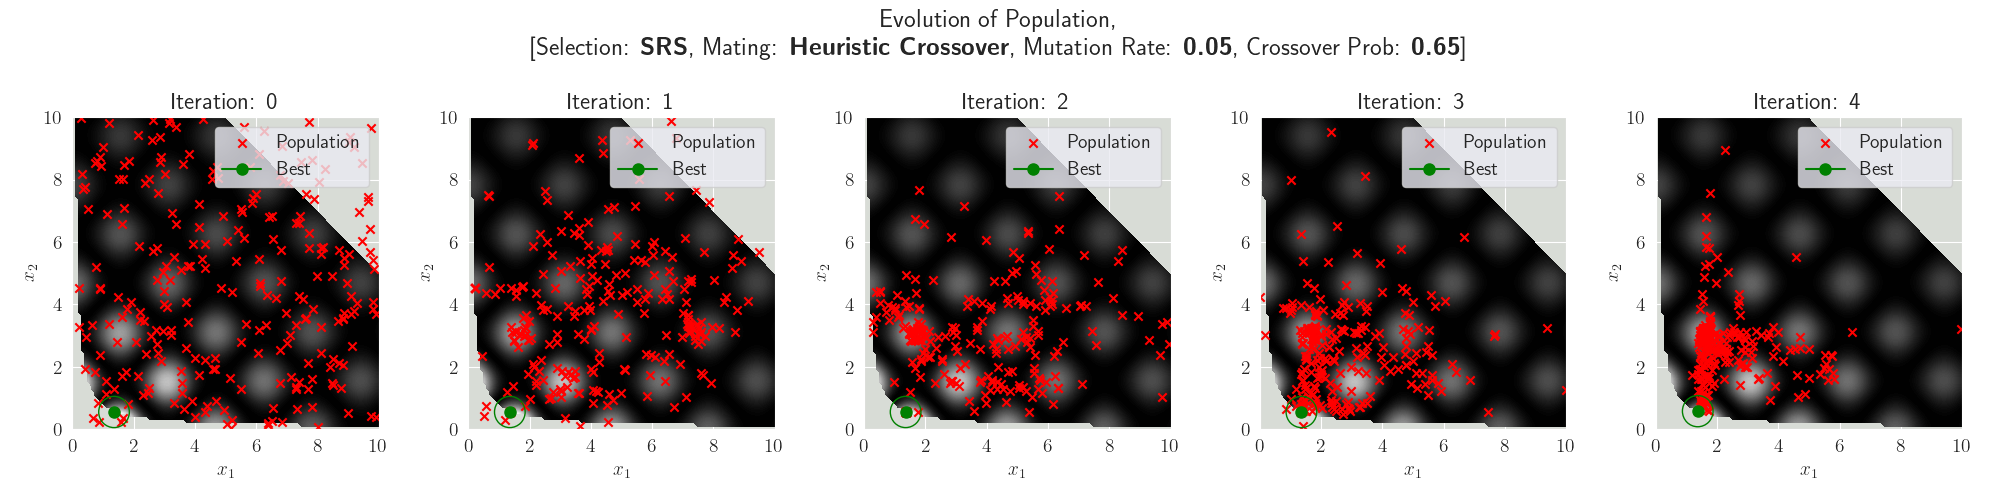 Evolution of Population,
[Selection: SRS, Mating: Heuristic Crossover, Mutation Rate: 0.05, Crossover Prob: 0.65]
Iteration: 0
10
8
6
4
2
0
x2
0 2 4 6 8 10
x1
Population
Best
Iteration: 1
10
8
6
4
2
0
x2
0 2 4 6 8 10
x1
Population
Best
Iteration: 2
10
8
6
4
2
0
x2
0 2 4 6 8 10
x1
Population
Best
Iteration: 3
10
8
6
4
2
0
x2
0 2 4 6 8 10
x1
Population
Best
Iteration: 4
10
8
6
4
2
0
x2
0 2 4 6 8 10
x1
Population
Best